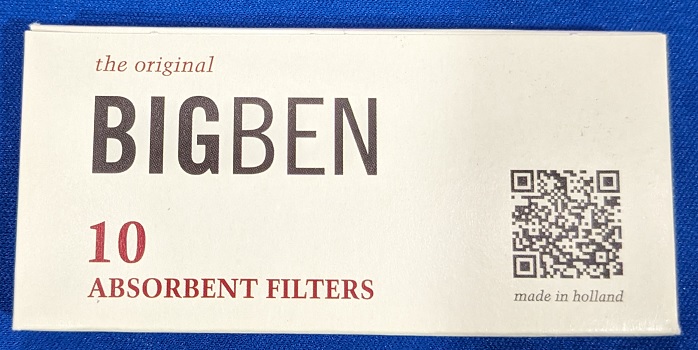 the original
BIGBEN
10
ABSORBENT FILTERS
made in holland